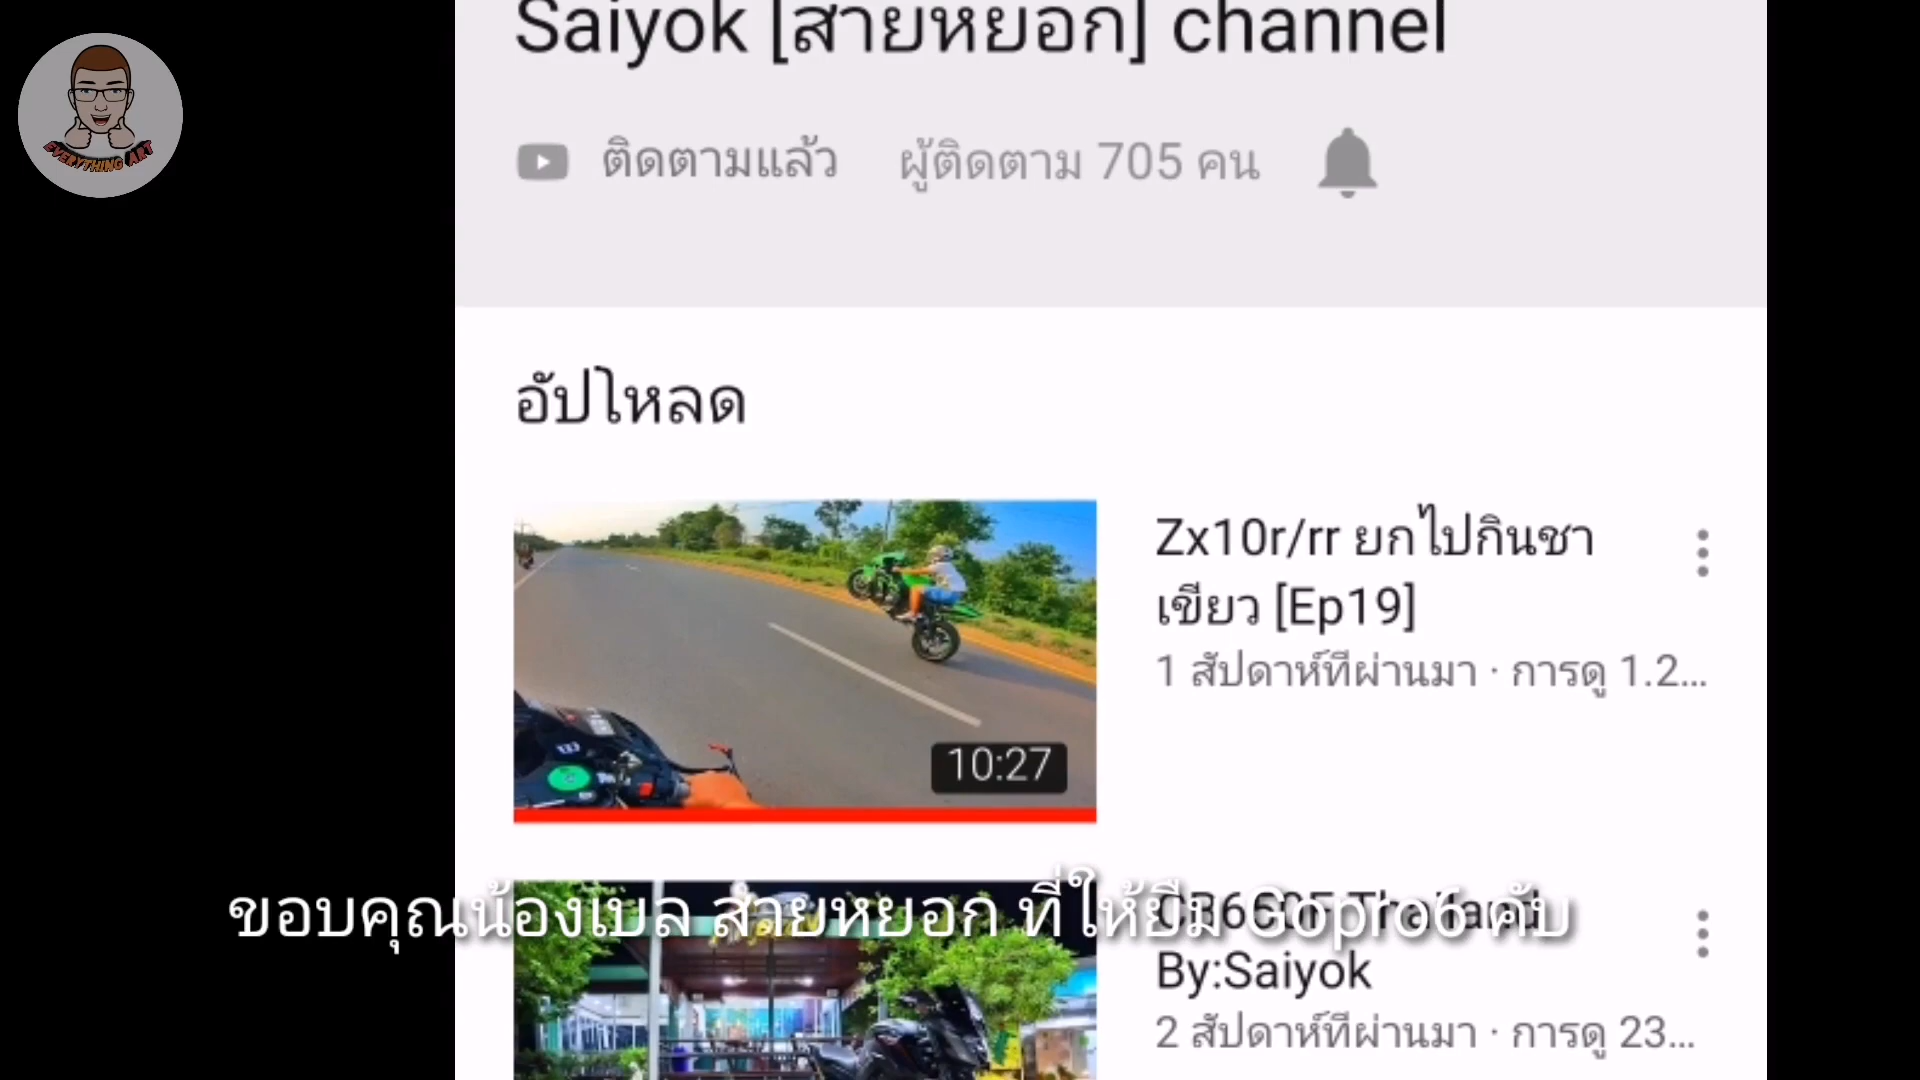 Saiyok [สายหยอก] channel
EVERYTHING ART
ติดตามแล้ว ผู้ติดตาม 705 คน
อัปโหลด
Zx10r/rr ยกไปกินชา
เขียว [Ep19]
1 สัปดาห์ที่ผ่านมา · การดู 1.2...
10:27
ขอบคุณน้องเบล สายหยอก ที่ให้ยืม Gopro6 คับ
CB650F Thailand
By:Saiyok
2 สัปดาห์ที่ผ่านมา · การดู 23...